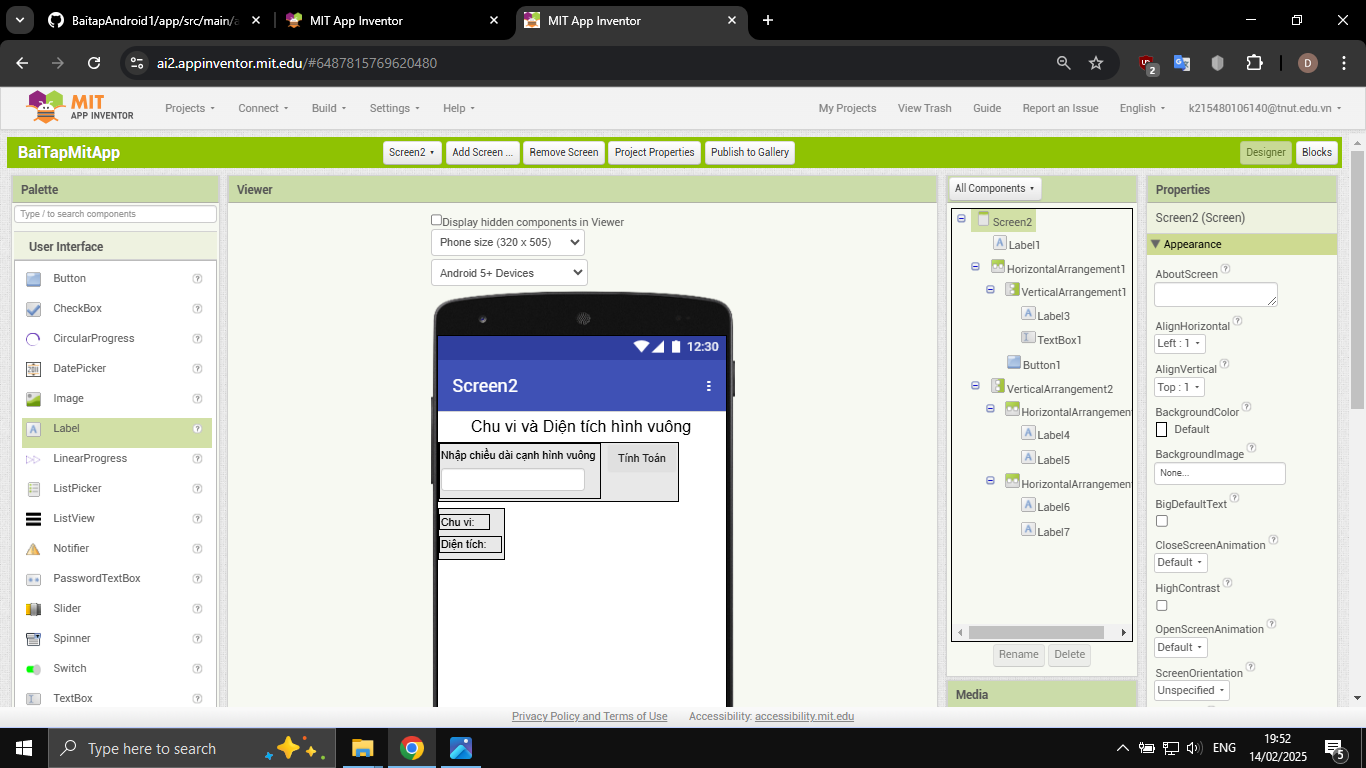 BaitapAndroid1/app/src/main/a
MIT App Inventor
MIT App Inventor
ai2.appinventor.mit.edu/#6487815769620480
2
D
MIT
APP INVENTOR
Projects
Connect
Build
Settings
Help
My Projects
View Trash
Guide
Report an Issue
English
k215480106140@tnut.edu.vn
BaiTapMitApp
Screen2
Add Screen ...
Remove Screen
Project Properties
Publish to Gallery
Designer
Blocks
Palette
Type / to search components
User Interface
Button
CheckBox
CircularProgress
DatePicker
Image
Label
LinearProgress
ListPicker
ListView
Notifier
PasswordTextBox
Slider
Spinner
Switch
TextBox
Viewer
Display hidden components in Viewer
Phone size (320 x 505)
Android 5+ Devices
12:30
Screen2
Chu vi và Diện tích hình vuông
Nhập chiều dài cạnh hình vuông
Tính Toán
Chu vi:
Diện tích:
All Components
Screen2
Label1
HorizontalArrangement1
VerticalArrangement1
Label3
TextBox1
Button1
VerticalArrangement2
HorizontalArrangement
Label4
Label5
HorizontalArrangement
Label6
Label7
Rename
Delete
Media
Properties
Screen2 (Screen)
Appearance
AboutScreen
AlignHorizontal
Left : 1
AlignVertical
Top : 1
BackgroundColor
Default
BackgroundImage
None...
BigDefaultText
CloseScreenAnimation
Default
HighContrast
OpenScreenAnimation
Default
ScreenOrientation
Unspecified
Privacy Policy and Terms of Use
Accessibility: accessibility.mit.edu
Type here to search
ENG
19:52
14/02/2025
5